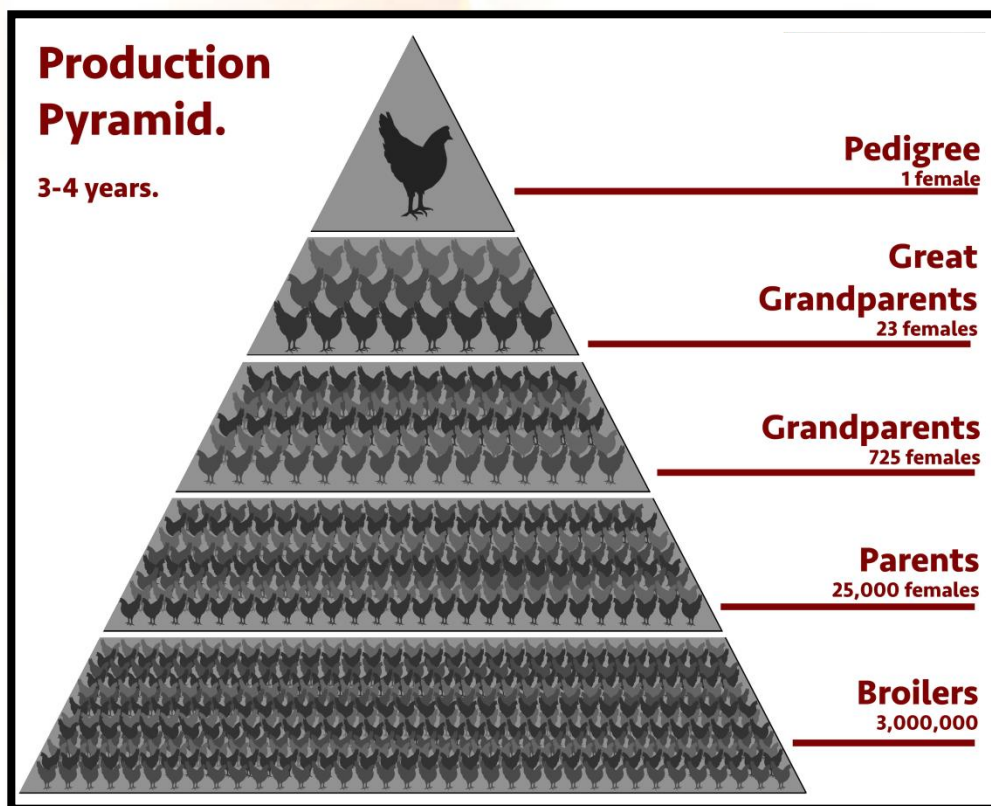 Production
Pyramid.
3-4 years.
Pedigree
1 female
Great
Grandparents
23 females
Grandparents
725 females
Parents
25,000 females
Broilers
3,000,000